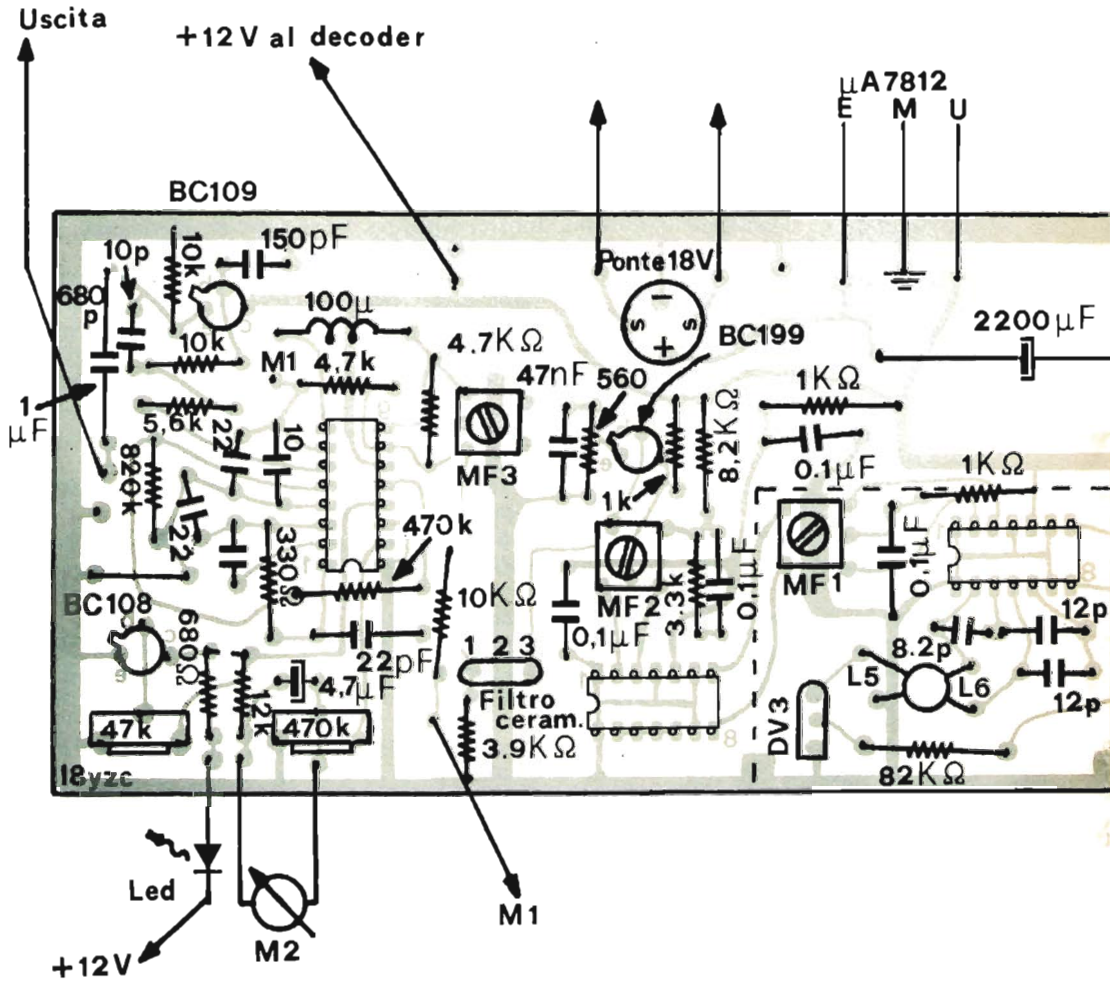 Uscita
+12V al decoder
µA7812
E M U
BC109
10p
10k
150pF
680
p
100µ
Ponte18V
S
S
BC199
2200µF
10k
M1
4,7k
4.7KΩ
47nF
560
1KΩ
1
µF
5,6k
22
10
MF3
8,2KΩ
0.1µF
1KΩ
820k
22
1k
470k
330Ω
MF2
3.3k
0.1µF
MF1
0,1µF
8
BC108
c
e
680Ω
10KΩ
0,1µF
12p
8.2p
22pF
1 2 3
L5
L6
12p
4,7µF
12k
Filtro
ceram.
DV3
47k
470k
3.9KΩ
8
82KΩ
18yzc
Led
M2
M1
+12V